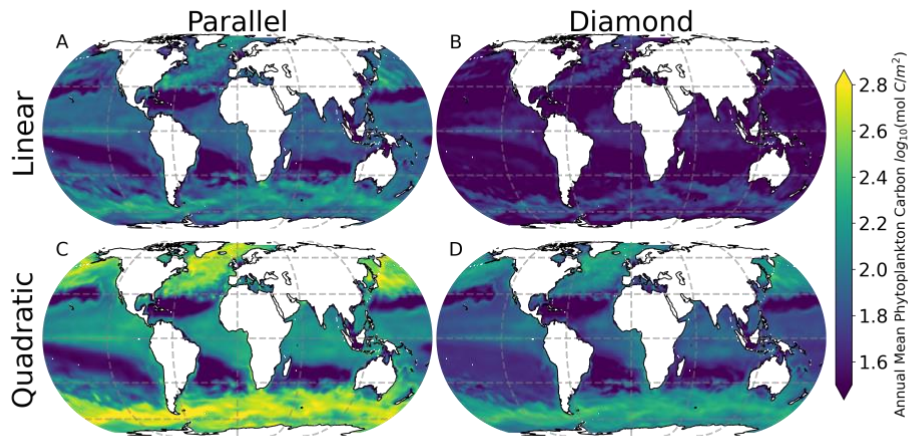 Parallel
Diamond
A
B
Linear
C
D
Quadratic
2.8
2.6
2.4
2.2
2.0
1.8
1.6
Annual Mean Phytoplankton Carbon log₁₀(mol C/m²)